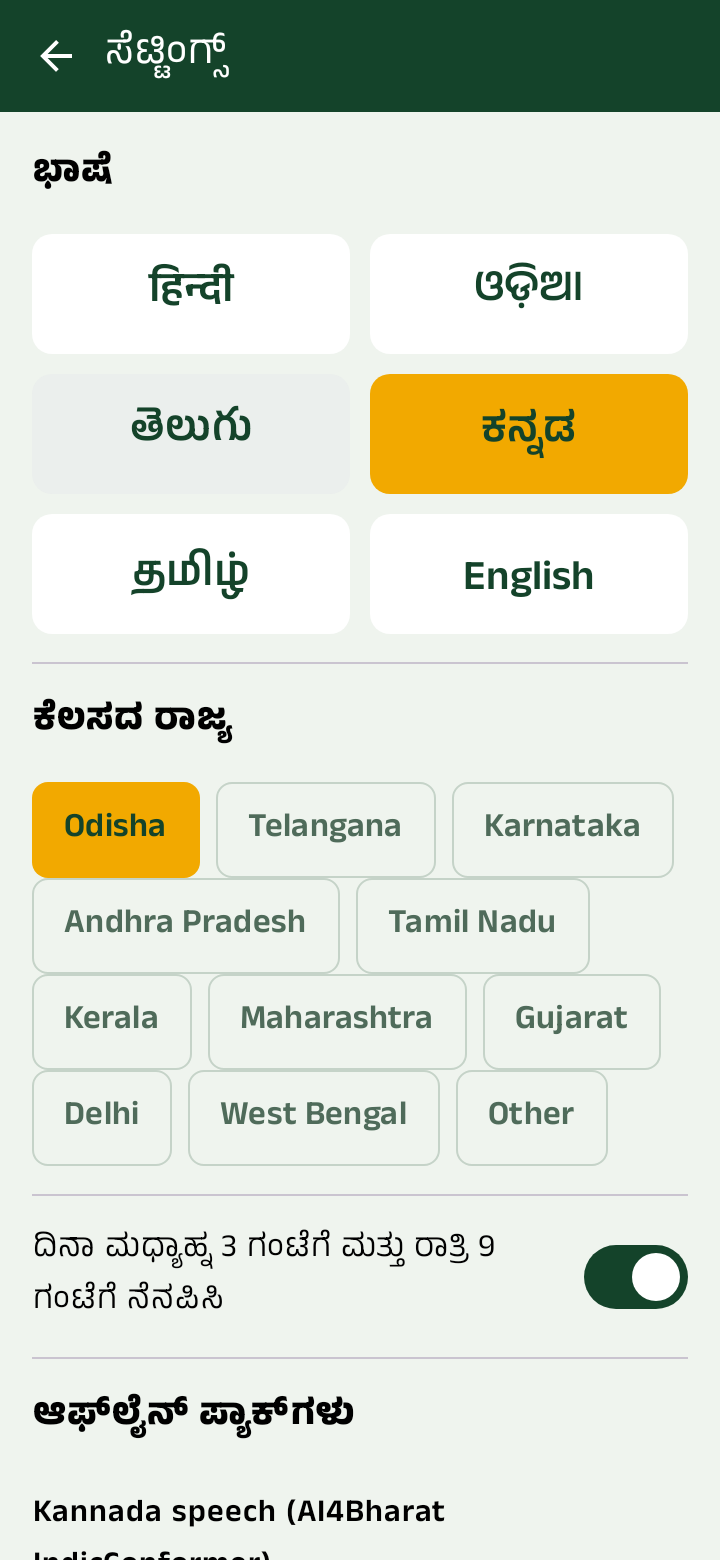 ಸೆಟ್ಟಿಂಗ್ಸ್
ಭಾಷೆ
हिन्दी ଓଡ଼ିଆ
తెలుగు ಕನ್ನಡ
தமிழ் English
ಕೆಲಸದ ರಾಜ್ಯ
Odisha Telangana Karnataka
Andhra Pradesh Tamil Nadu
Kerala Maharashtra Gujarat
Delhi West Bengal Other
ದಿನಾ ಮಧ್ಯಾಹ್ನ 3 ಗಂಟೆಗೆ ಮತ್ತು ರಾತ್ರಿ 9
ಗಂಟೆಗೆ ನೆನಪಿಸಿ
ಆಫ್‌ಲೈನ್ ಪ್ಯಾಕ್‌ಗಳು
Kannada speech (AI4Bharat
IndicConformer)